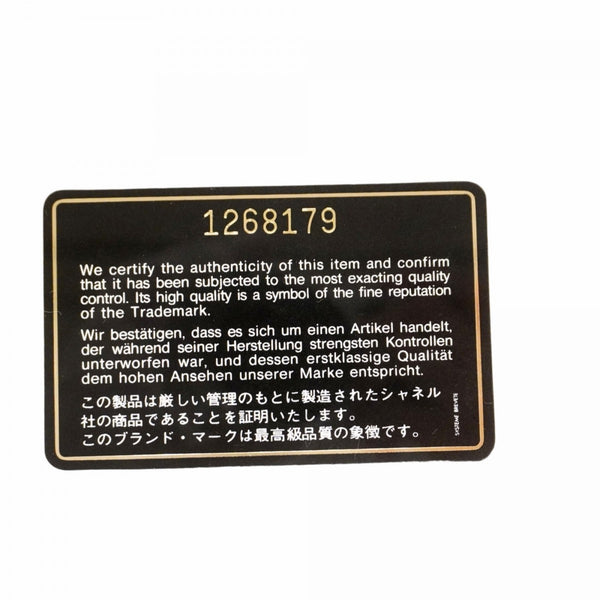 1268179
We certify the authenticity of this item and confirm
that it has been subjected to the most exacting quality
control. Its high quality is a symbol of the fine reputation
of the Trademark.
Wir bestätigen, dass es sich um einen Artikel handelt,
der während seiner Herstellung strengsten Kontrollen
unterworfen war, und dessen erstklassige Qualität
dem hohen Ansehen unserer Marke entspricht.
この製品は厳しい管理のもとに製造されたシャネル
社の商品であることを証明いたします。
このブランド・マークは最高級品質の象徴です。
SYSTEME BREVETE